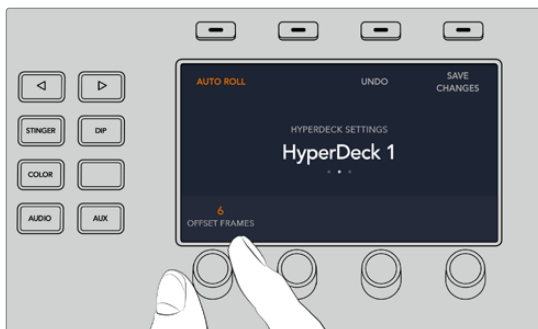 AUTO ROLL
UNDO
SAVE
CHANGES
STINGER
DIP
HYPERDECK SETTINGS
HyperDeck 1
COLOR
AUDIO
AUX
6
OFFSET FRAMES